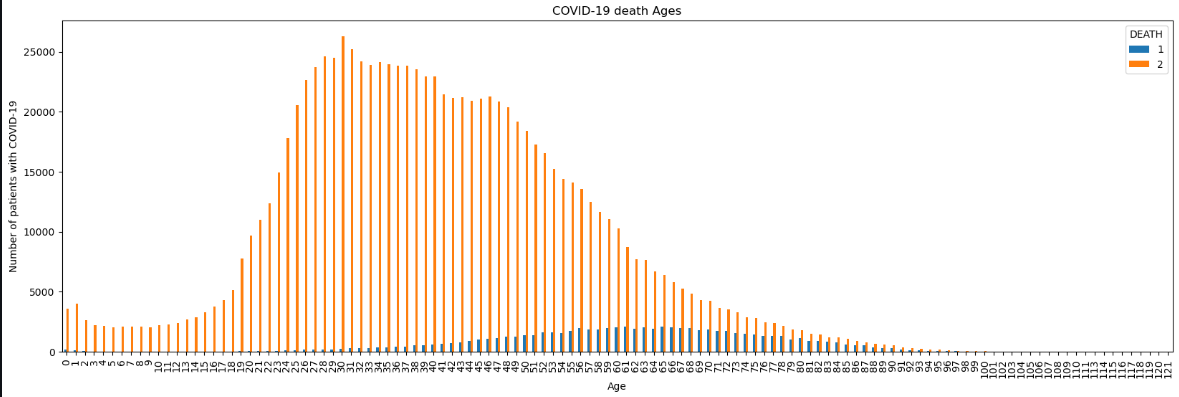 COVID-19 death Ages
DEATH
1
2
Number of patients with COVID-19
25000
20000
15000
10000
5000
0
0 1 2 3 4 5 6 7 8 9 10 11 12 13 14 15 16 17 18 19 20 21 22 23 24 25 26 27 28 29 30 31 32 33 34 35 36 37 38 39 40 41 42 43 44 45 46 47 48 49 50 51 52 53 54 55 56 57 58 59 60 61 62 63 64 65 66 67 68 69 70 71 72 73 74 75 76 77 78 79 80 81 82 83 84 85 86 87 88 89 90 91 92 93 94 95 96 97 98 99 100 101 102 103 104 105 106 107 108 109 110 111 112 113 114 115 116 117 118 119 120 121
Age